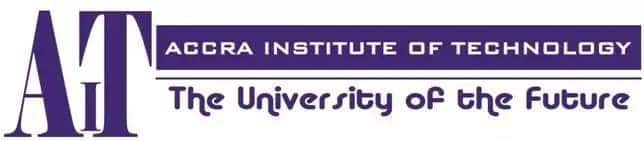 AIT
ACCRA INSTITUTE OF TECHNOLOGY
The University of the Future